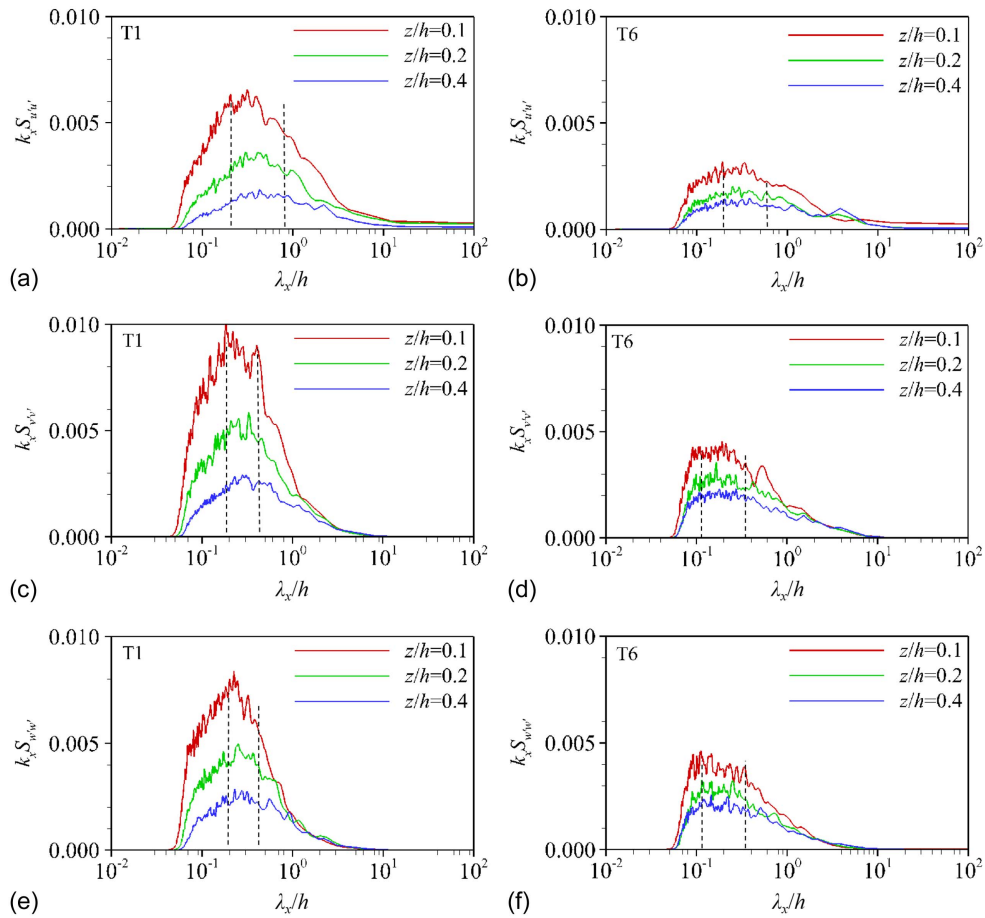 0.010 T1 z/h=0.1
z/h=0.2
z/h=0.4
0.005
kₓSᵤ'ᵤ'
0.000
10⁻² 10⁻¹ 10⁰ 10¹ 10²
(a) λₓ/h
0.010 T6 z/h=0.1
z/h=0.2
z/h=0.4
0.005
kₓSᵤ'ᵤ'
0.000
10⁻² 10⁻¹ 10⁰ 10¹ 10²
(b) λₓ/h
0.010 T1 z/h=0.1
z/h=0.2
z/h=0.4
0.005
kₓSᵥ'ᵥ'
0.000
10⁻² 10⁻¹ 10⁰ 10¹ 10²
(c) λₓ/h
0.010 T6 z/h=0.1
z/h=0.2
z/h=0.4
0.005
kₓSᵥ'ᵥ'
0.000
10⁻² 10⁻¹ 10⁰ 10¹ 10²
(d) λₓ/h
0.010 T1 z/h=0.1
z/h=0.2
z/h=0.4
0.005
kₓS_w'w'
0.000
10⁻² 10⁻¹ 10⁰ 10¹ 10²
(e) λₓ/h
0.010 T6 z/h=0.1
z/h=0.2
z/h=0.4
0.005
kₓS_w'w'
0.000
10⁻² 10⁻¹ 10⁰ 10¹ 10²
(f) λₓ/h